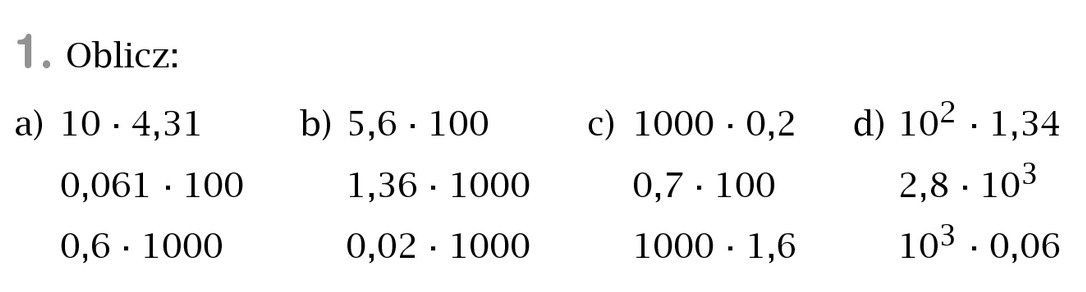 1. Oblicz:
a) 10 · 4,31 b) 5,6 · 100 c) 1000 · 0,2 d) 10² · 1,34
0,061 · 100 1,36 · 1000 0,7 · 100 2,8 · 10³
0,6 · 1000 0,02 · 1000 1000 · 1,6 10³ · 0,06